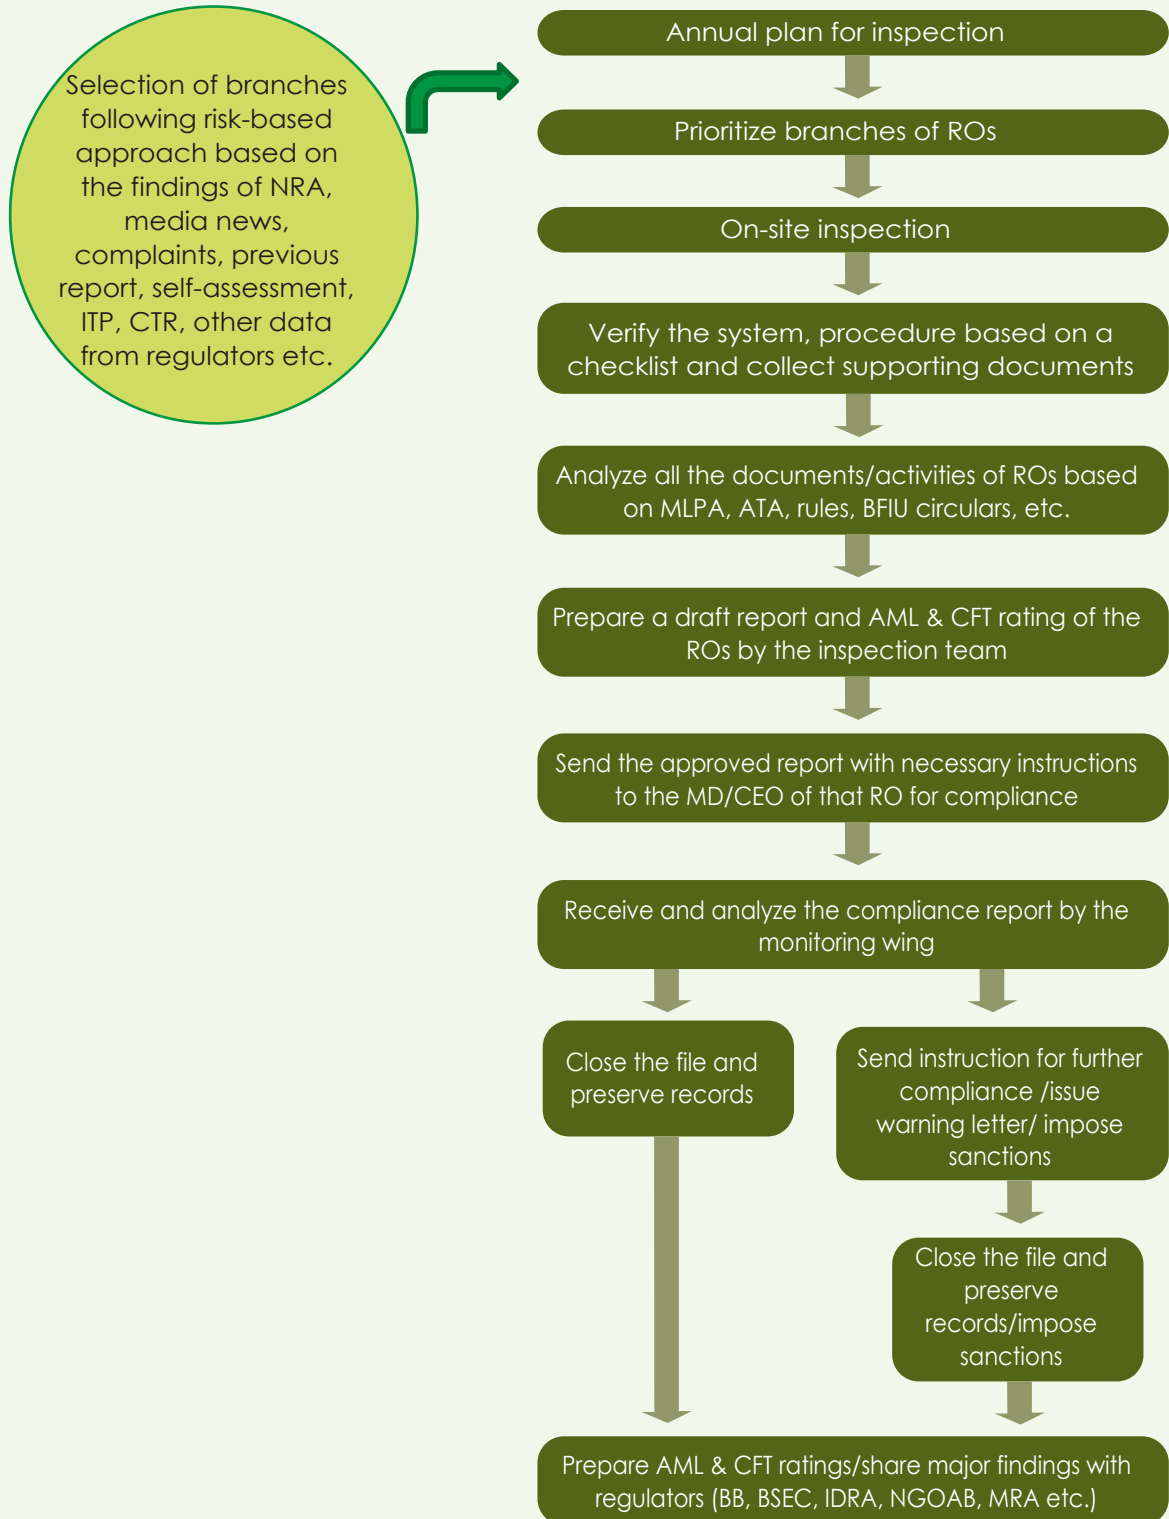 Selection of branches
following risk-based
approach based on
the findings of NRA,
media news,
complaints, previous
report, self-assessment,
ITP, CTR, other data
from regulators etc.
Annual plan for inspection
Prioritize branches of ROs
On-site inspection
Verify the system, procedure based on a
checklist and collect supporting documents
Analyze all the documents/activities of ROs based
on MLPA, ATA, rules, BFIU circulars, etc.
Prepare a draft report and AML & CFT rating of the
ROs by the inspection team
Send the approved report with necessary instructions
to the MD/CEO of that RO for compliance
Receive and analyze the compliance report by the
monitoring wing
Close the file and
preserve records
Send instruction for further
compliance /issue
warning letter/ impose
sanctions
Close the file and
preserve
records/impose
sanctions
Prepare AML & CFT ratings/share major findings with
regulators (BB, BSEC, IDRA, NGOAB, MRA etc.)